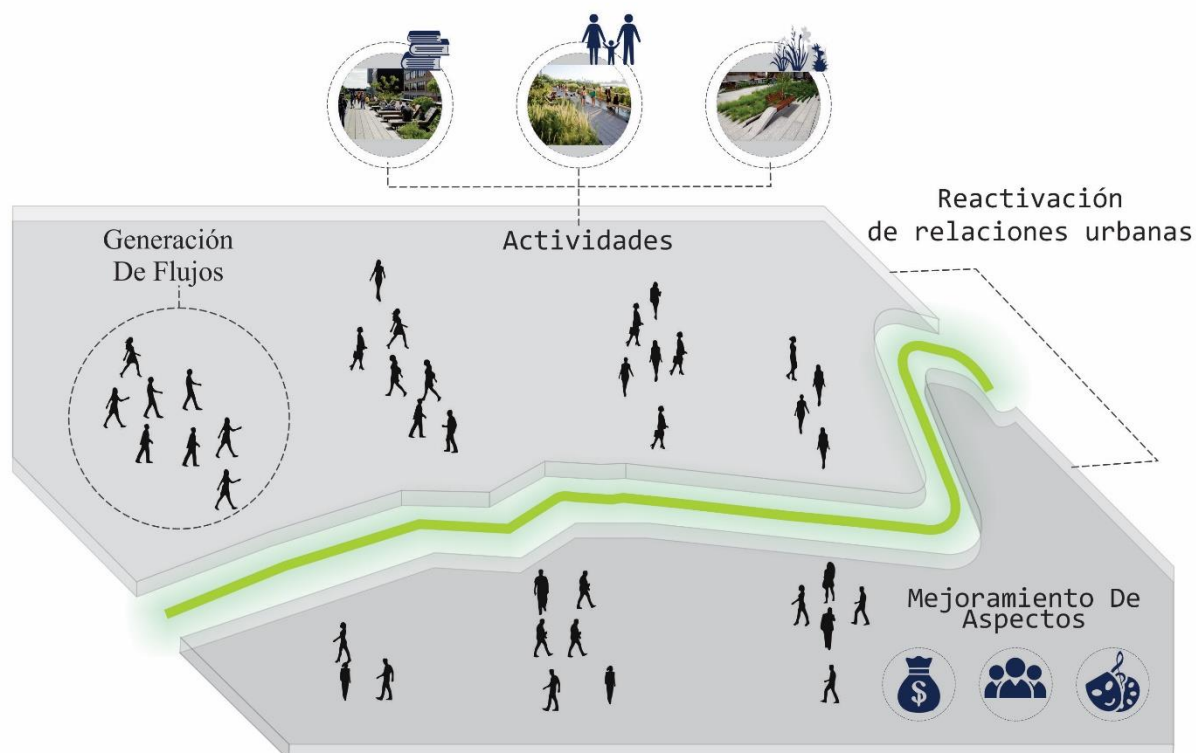 Reactivación
de relaciones urbanas
Generación
De Flujos
Actividades
Mejoramiento De
Aspectos
$